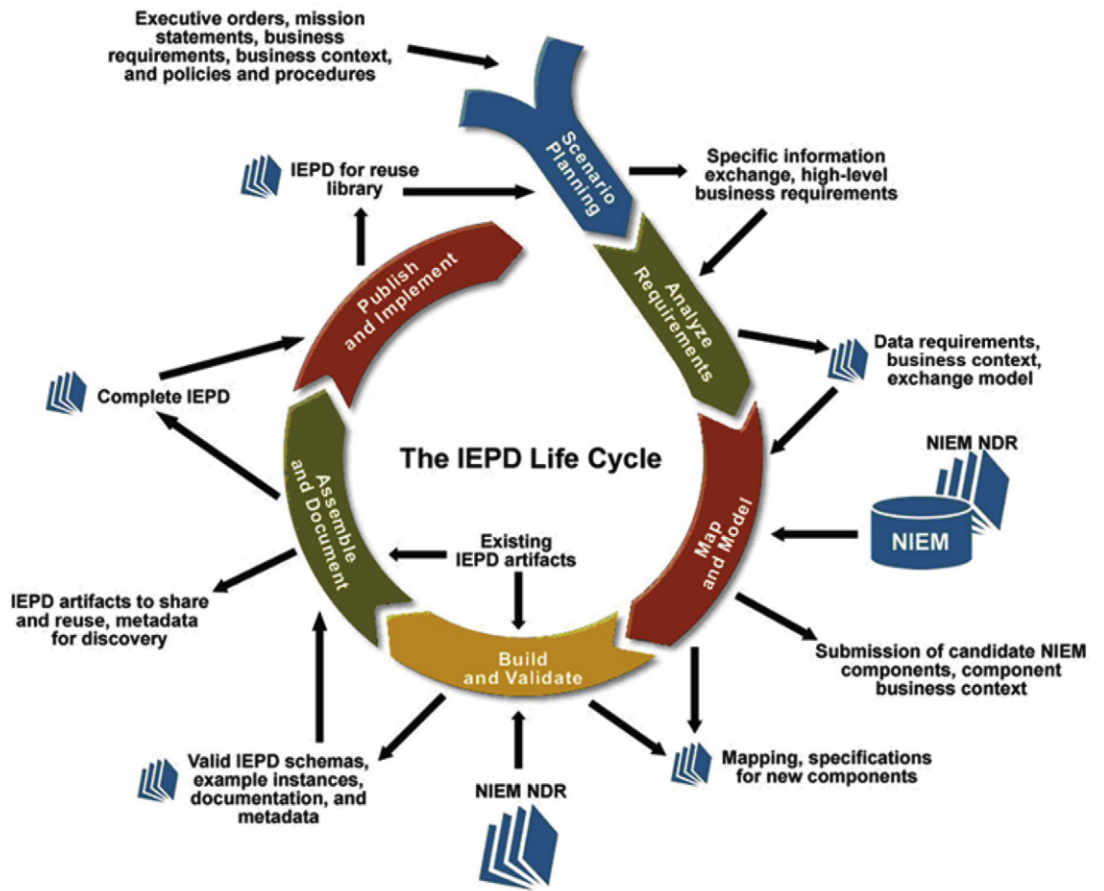 Executive orders, mission
statements, business
requirements, business context,
and policies and procedures
Scenario
Planning
IEPD for reuse
library
Specific information
exchange, high-level
business requirements
Publish
and Implement
Analyze
Requirements
Data requirements,
business context,
exchange model
Complete IEPD
The IEPD Life Cycle
NIEM NDR
NIEM
Map
and Model
Assemble
and Document
Existing
IEPD artifacts
IEPD artifacts to share
and reuse, metadata
for discovery
Build
and Validate
Submission of candidate NIEM
components, component
business context
Valid IEPD schemas,
example instances,
documentation, and
metadata
NIEM NDR
Mapping, specifications
for new components